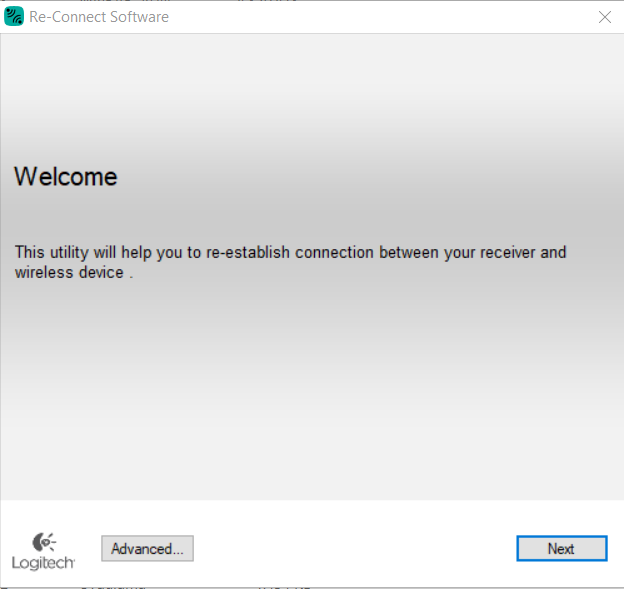 Re-Connect Software
Welcome
This utility will help you to re-establish connection between your receiver and
wireless device .
Logitech
Advanced...
Next